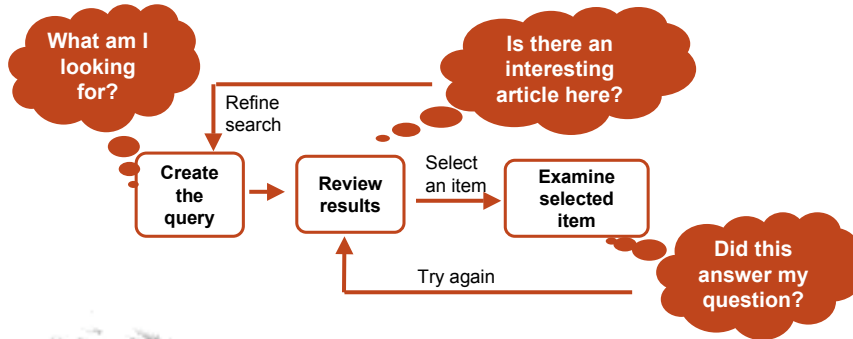 What am I
looking
for?
Is there an
interesting
article here?
Refine
search
Create
the
query
Review
results
Select
an item
Examine
selected
item
Try again
Did this
answer my
question?